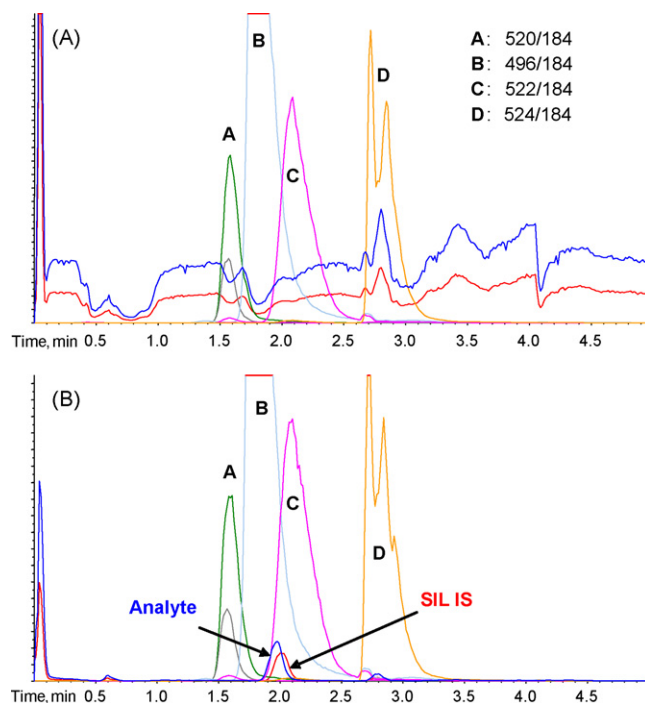 (A)
B
A: 520/184
B: 496/184
C: 522/184
D: 524/184
D
A
C
Time, min 0.5 1.0 1.5 2.0 2.5 3.0 3.5 4.0 4.5
(B)
B
A
C
D
Analyte
SIL IS
Time, min 0.5 1.0 1.5 2.0 2.5 3.0 3.5 4.0 4.5